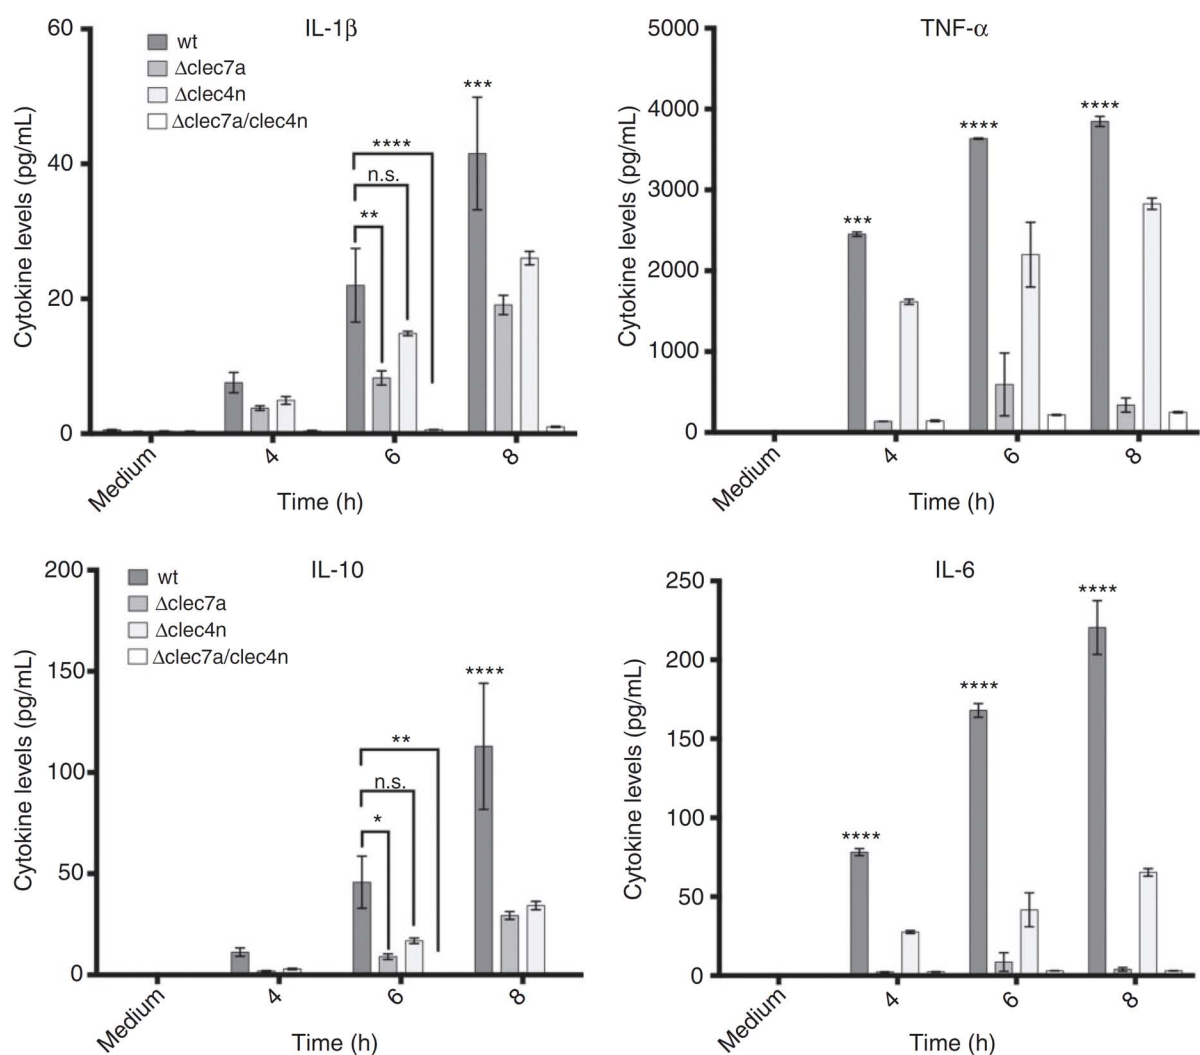 IL-1β
60
40
20
0
Cytokine levels (pg/mL)
wt
Δclec7a
Δclec4n
Δclec7a/clec4n
**
n.s.
****
***
Medium
4
6
8
Time (h)
TNF-α
5000
4000
3000
2000
1000
0
Cytokine levels (pg/mL)
***
****
****
Medium
4
6
8
Time (h)
IL-10
200
150
100
50
0
Cytokine levels (pg/mL)
wt
Δclec7a
Δclec4n
Δclec7a/clec4n
*
n.s.
**
****
Medium
4
6
8
Time (h)
IL-6
250
200
150
100
50
0
Cytokine levels (pg/mL)
****
****
****
Medium
4
6
8
Time (h)